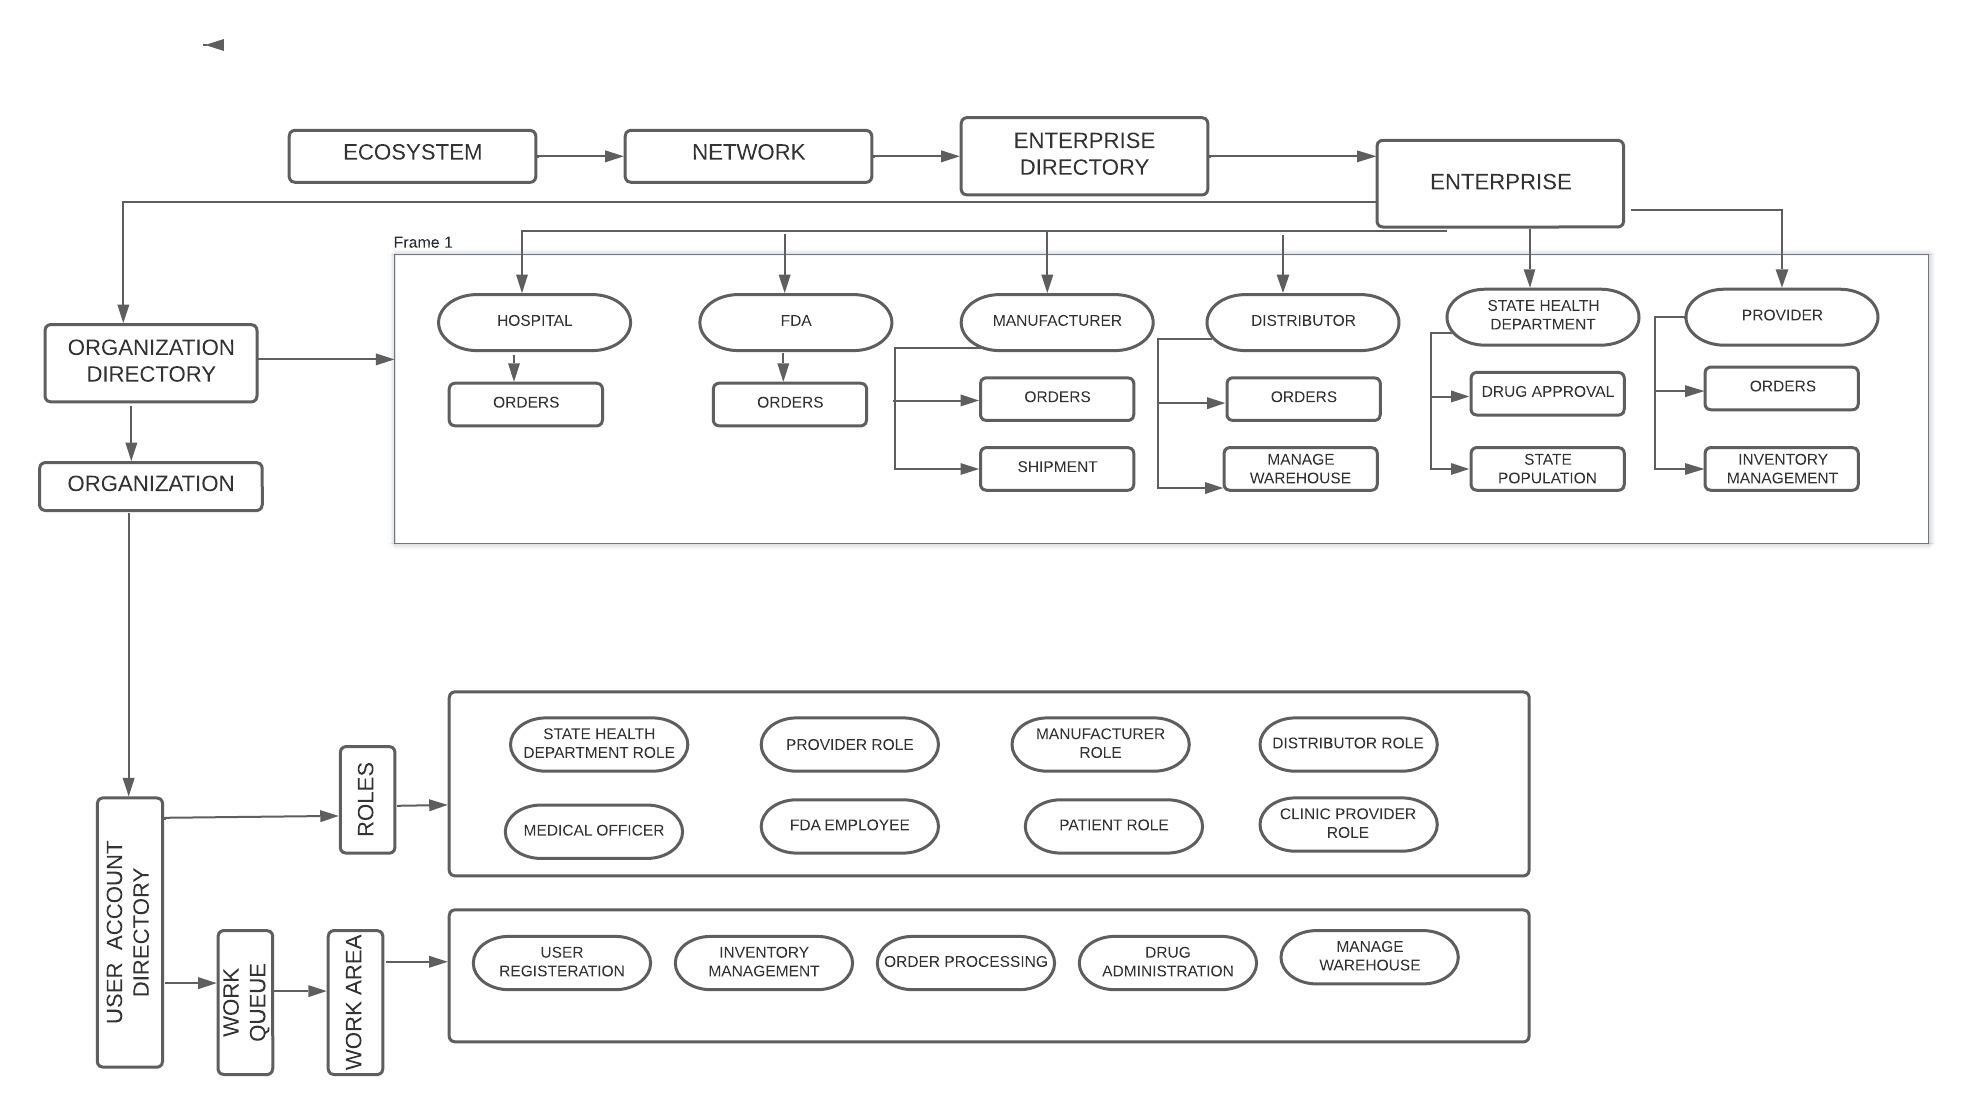 ECOSYSTEM
NETWORK
ENTERPRISE
DIRECTORY
ENTERPRISE
Frame 1
HOSPITAL
FDA
MANUFACTURER
DISTRIBUTOR
STATE HEALTH
DEPARTMENT
PROVIDER
ORGANIZATION
DIRECTORY
ORDERS
ORDERS
ORDERS
ORDERS
DRUG APPROVAL
ORDERS
SHIPMENT
MANAGE
WAREHOUSE
STATE
POPULATION
INVENTORY
MANAGEMENT
ORGANIZATION
STATE HEALTH
DEPARTMENT ROLE
PROVIDER ROLE
MANUFACTURER
ROLE
DISTRIBUTOR ROLE
ROLES
MEDICAL OFFICER
FDA EMPLOYEE
PATIENT ROLE
CLINIC PROVIDER
ROLE
USER ACCOUNT
DIRECTORY
WORK
QUEUE
WORK AREA
USER
REGISTERATION
INVENTORY
MANAGEMENT
ORDER PROCESSING
DRUG
ADMINISTRATION
MANAGE
WAREHOUSE